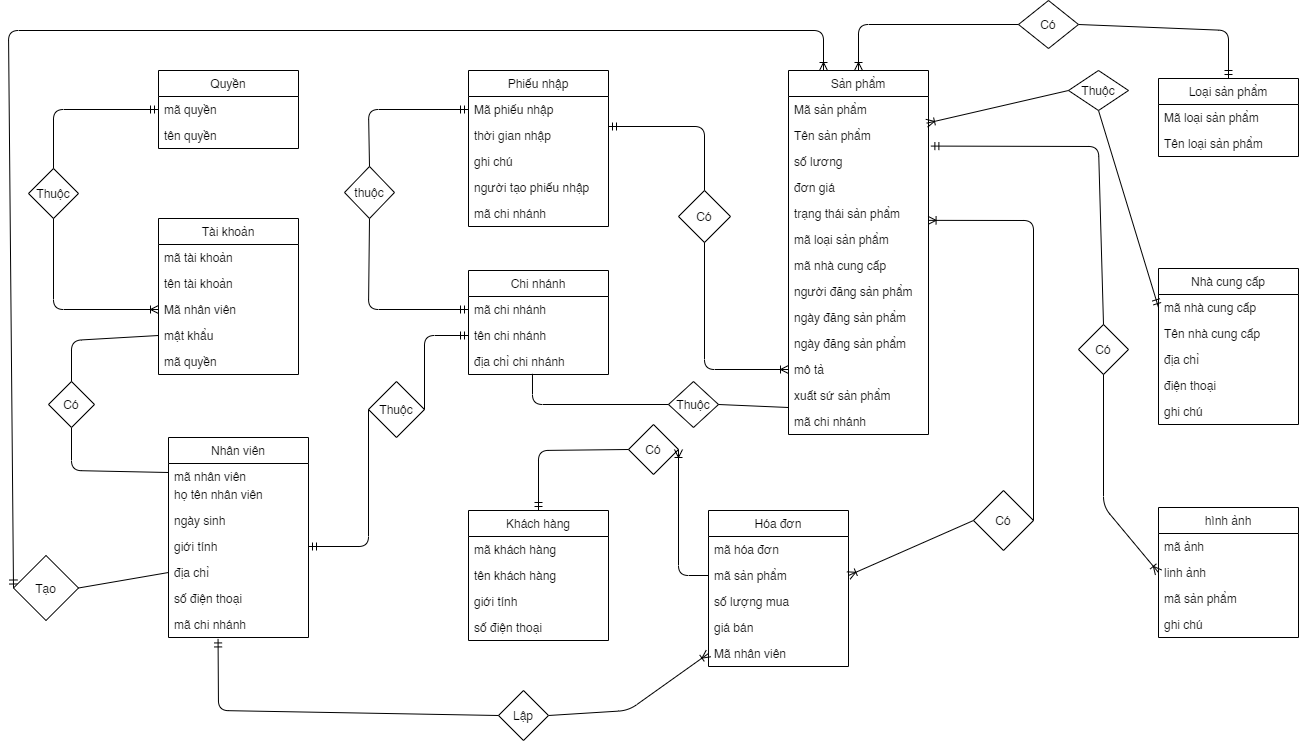 Có
Quyền
mã quyền
tên quyền
Thuộc
Tài khoản
mã tài khoản
tên tài khoản
Mã nhân viên
mật khẩu
mã quyền
Có
Nhân viên
mã nhân viên
họ tên nhân viên
ngày sinh
giới tính
địa chỉ
số điện thoại
mã chi nhánh
Tạo
Phiếu nhập
Mã phiếu nhập
thời gian nhập
ghi chú
người tạo phiếu nhập
mã chi nhánh
thuộc
Có
Chi nhánh
mã chi nhánh
tên chi nhánh
địa chỉ chi nhánh
Thuộc
Thuộc
Sản phẩm
Mã sản phẩm
Tên sản phẩm
số lương
đơn giá
trạng thái sản phẩm
mã loại sản phẩm
mã nhà cung cấp
người đăng sản phẩm
ngày đăng sản phẩm
ngày đăng sản phẩm
mô tả
xuất sứ sản phẩm
mã chi nhánh
Thuộc
Loại sản phẩm
Mã loại sản phẩm
Tên loại sản phẩm
Nhà cung cấp
mã nhà cung cấp
Tên nhà cung cấp
địa chỉ
điện thoại
ghi chú
Có
Có
Khách hàng
mã khách hàng
tên khách hàng
giới tính
số điện thoại
Hóa đơn
mã hóa đơn
mã sản phẩm
số lượng mua
giá bán
Mã nhân viên
Có
hình ảnh
mã ảnh
linh ảnh
mã sản phẩm
ghi chú
Lập